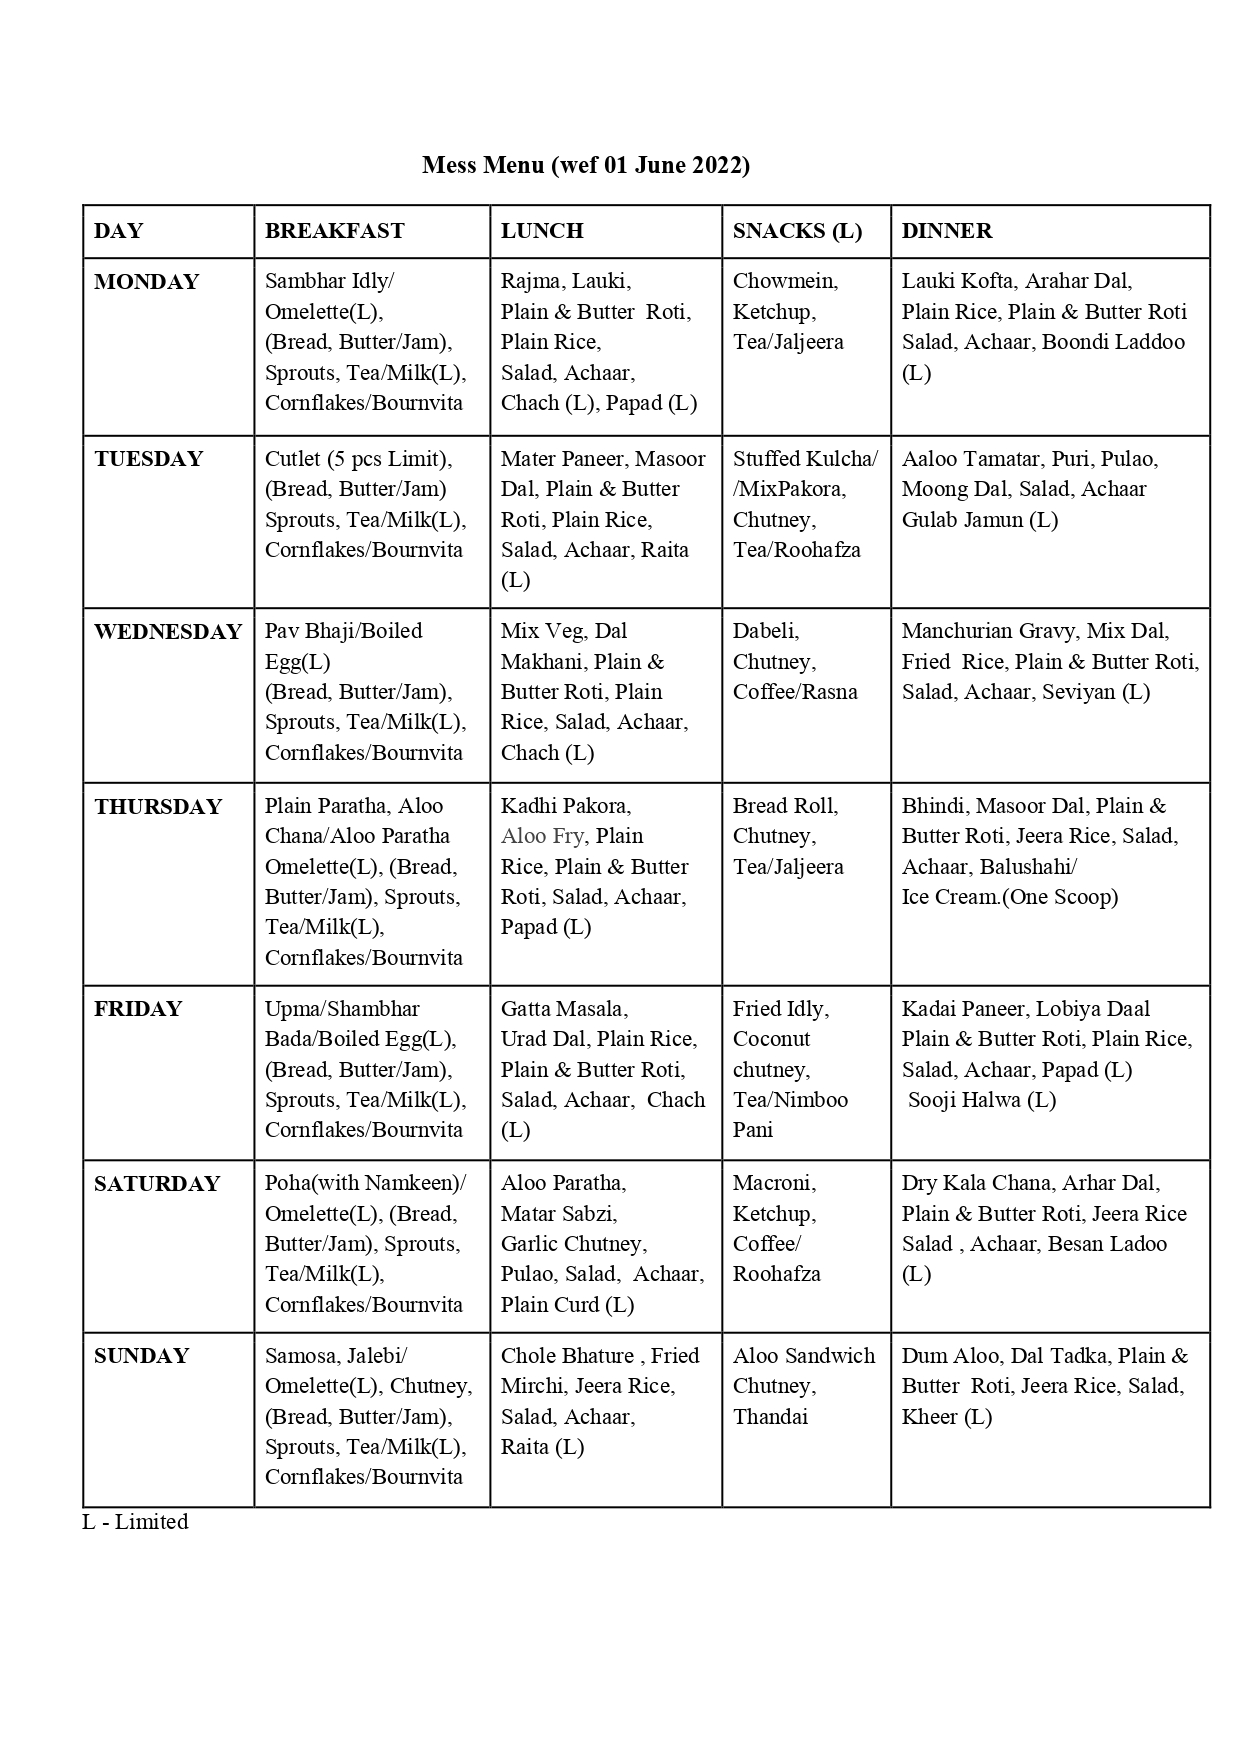 Mess Menu (wef 01 June 2022)
DAY
BREAKFAST
LUNCH
SNACKS (L)
DINNER
MONDAY
Sambhar Idly/
Omelette(L),
(Bread, Butter/Jam),
Sprouts, Tea/Milk(L),
Cornflakes/Bournvita
Rajma, Lauki,
Plain & Butter  Roti,
Plain Rice,
Salad, Achaar,
Chach (L), Papad (L)
Chowmein,
Ketchup,
Tea/Jaljeera
Lauki Kofta, Arahar Dal,
Plain Rice, Plain & Butter Roti
Salad, Achaar, Boondi Laddoo
(L)
TUESDAY
Cutlet (5 pcs Limit),
(Bread, Butter/Jam)
Sprouts, Tea/Milk(L),
Cornflakes/Bournvita
Mater Paneer, Masoor
Dal, Plain & Butter
Roti, Plain Rice,
Salad, Achaar, Raita
(L)
Stuffed Kulcha/
/MixPakora,
Chutney,
Tea/Roohafza
Aaloo Tamatar, Puri, Pulao,
Moong Dal, Salad, Achaar
Gulab Jamun (L)
WEDNESDAY
Pav Bhaji/Boiled
Egg(L)
(Bread, Butter/Jam),
Sprouts, Tea/Milk(L),
Cornflakes/Bournvita
Mix Veg, Dal
Makhani, Plain &
Butter Roti, Plain
Rice, Salad, Achaar,
Chach (L)
Dabeli,
Chutney,
Coffee/Rasna
Manchurian Gravy, Mix Dal,
Fried  Rice, Plain & Butter Roti,
Salad, Achaar, Seviyan (L)
THURSDAY
Plain Paratha, Aloo
Chana/Aloo Paratha
Omelette(L), (Bread,
Butter/Jam), Sprouts,
Tea/Milk(L),
Cornflakes/Bournvita
Kadhi Pakora,
Aloo Fry, Plain
Rice, Plain & Butter
Roti, Salad, Achaar,
Papad (L)
Bread Roll,
Chutney,
Tea/Jaljeera
Bhindi, Masoor Dal, Plain &
Butter Roti, Jeera Rice, Salad,
Achaar, Balushahi/
Ice Cream.(One Scoop)
FRIDAY
Upma/Shambhar
Bada/Boiled Egg(L),
(Bread, Butter/Jam),
Sprouts, Tea/Milk(L),
Cornflakes/Bournvita
Gatta Masala,
Urad Dal, Plain Rice,
Plain & Butter Roti,
Salad, Achaar,  Chach
(L)
Fried Idly,
Coconut
chutney,
Tea/Nimboo
Pani
Kadai Paneer, Lobiya Daal
Plain & Butter Roti, Plain Rice,
Salad, Achaar, Papad (L)
Sooji Halwa (L)
SATURDAY
Poha(with Namkeen)/
Omelette(L), (Bread,
Butter/Jam), Sprouts,
Tea/Milk(L),
Cornflakes/Bournvita
Aloo Paratha,
Matar Sabzi,
Garlic Chutney,
Pulao, Salad,  Achaar,
Plain Curd (L)
Macroni,
Ketchup,
Coffee/
Roohafza
Dry Kala Chana, Arhar Dal,
Plain & Butter Roti, Jeera Rice
Salad , Achaar, Besan Ladoo
(L)
SUNDAY
Samosa, Jalebi/
Omelette(L), Chutney,
(Bread, Butter/Jam),
Sprouts, Tea/Milk(L),
Cornflakes/Bournvita
Chole Bhature , Fried
Mirchi, Jeera Rice,
Salad, Achaar,
Raita (L)
Aloo Sandwich
Chutney,
Thandai
Dum Aloo, Dal Tadka, Plain &
Butter  Roti, Jeera Rice, Salad,
Kheer (L)
L - Limited